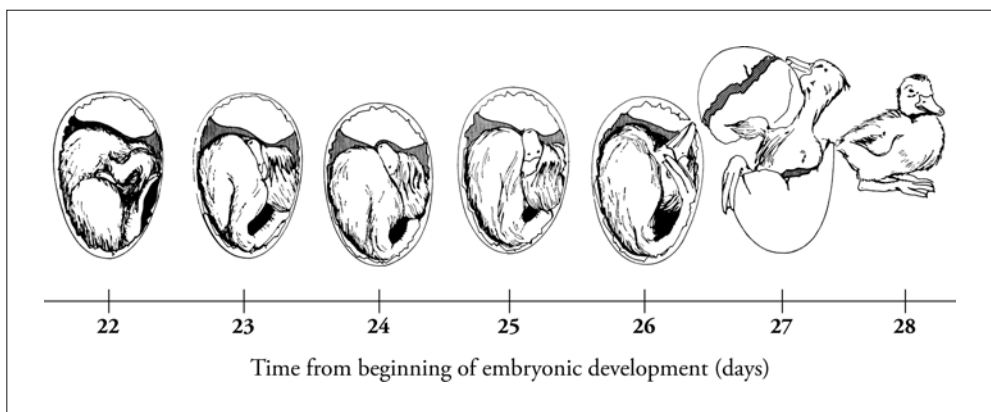 22 23 24 25 26 27 28
Time from beginning of embryonic development (days)